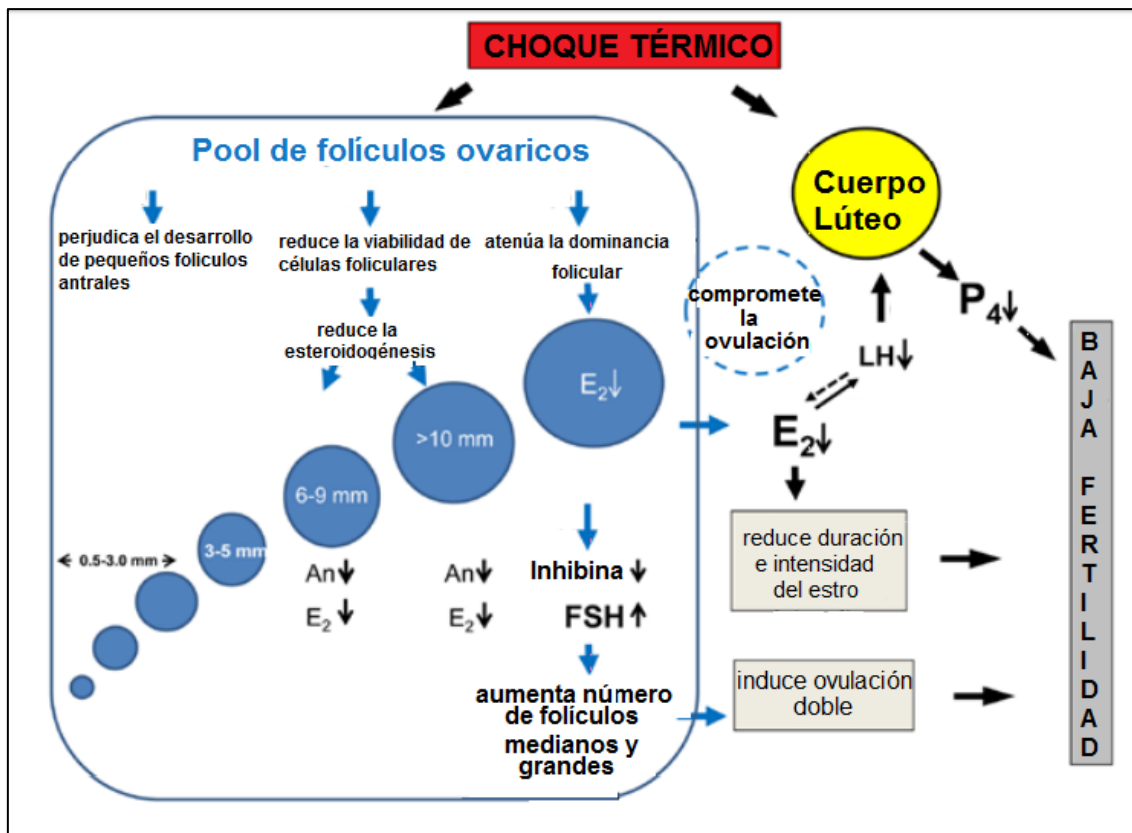 CHOQUE TÉRMICO
Pool de folículos ovaricos
perjudica el desarrollo
de pequeños foliculos
antrales
reduce la viabilidad de
células foliculares
atenúa la dominancia
folicular
reduce la
esteroidogénesis
E₂↓
>10 mm
6-9 mm
3-5 mm
0.5-3.0 mm
An↓
E₂↓
An↓
E₂↓
Inhibina ↓
FSH↑
aumenta número
de folículos
medianos y
grandes
compromete
la
ovulación
Cuerpo
Lúteo
P₄↓
LH↓
E₂↓
reduce duración
e intensidad
del estro
induce ovulación
doble
BAJA FERTILIDAD